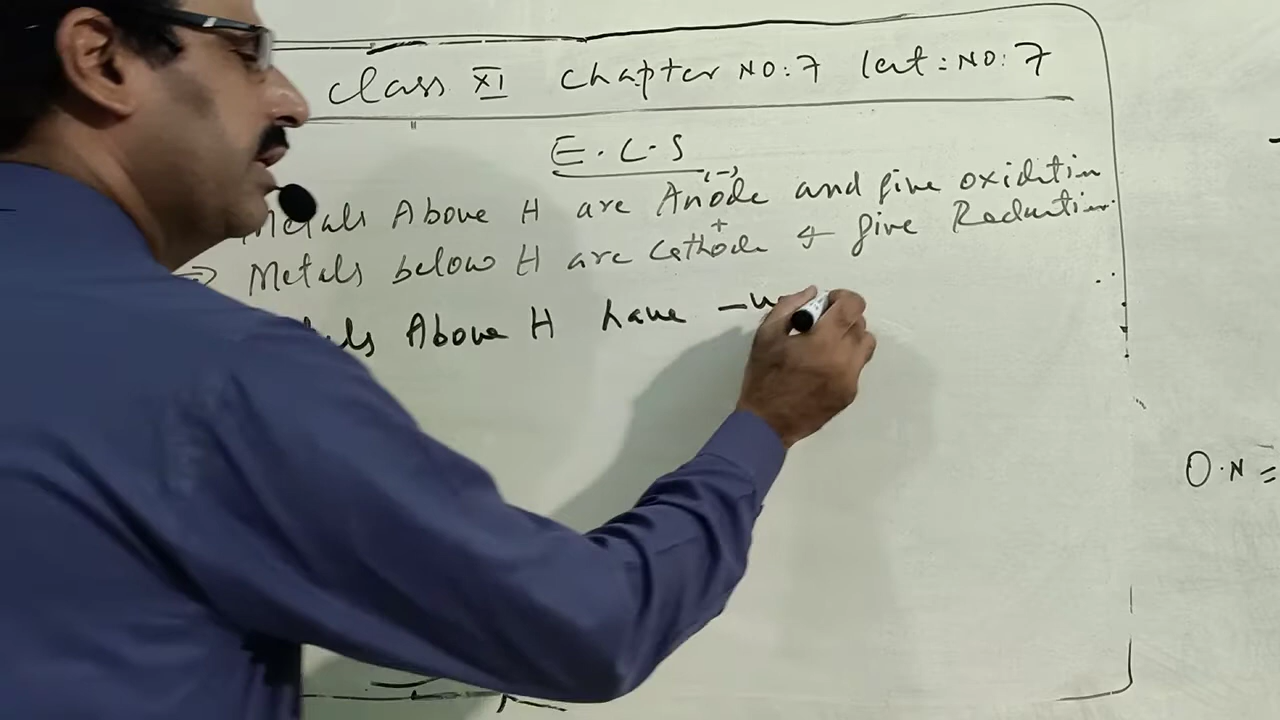 Class XI Chapter NO:7 lect:NO:7
E.C.S
Metals Above H are Anode (-) and give oxidation
⇒ Metals below H are Cathode + & give Reduction
Above H have -
O.N =